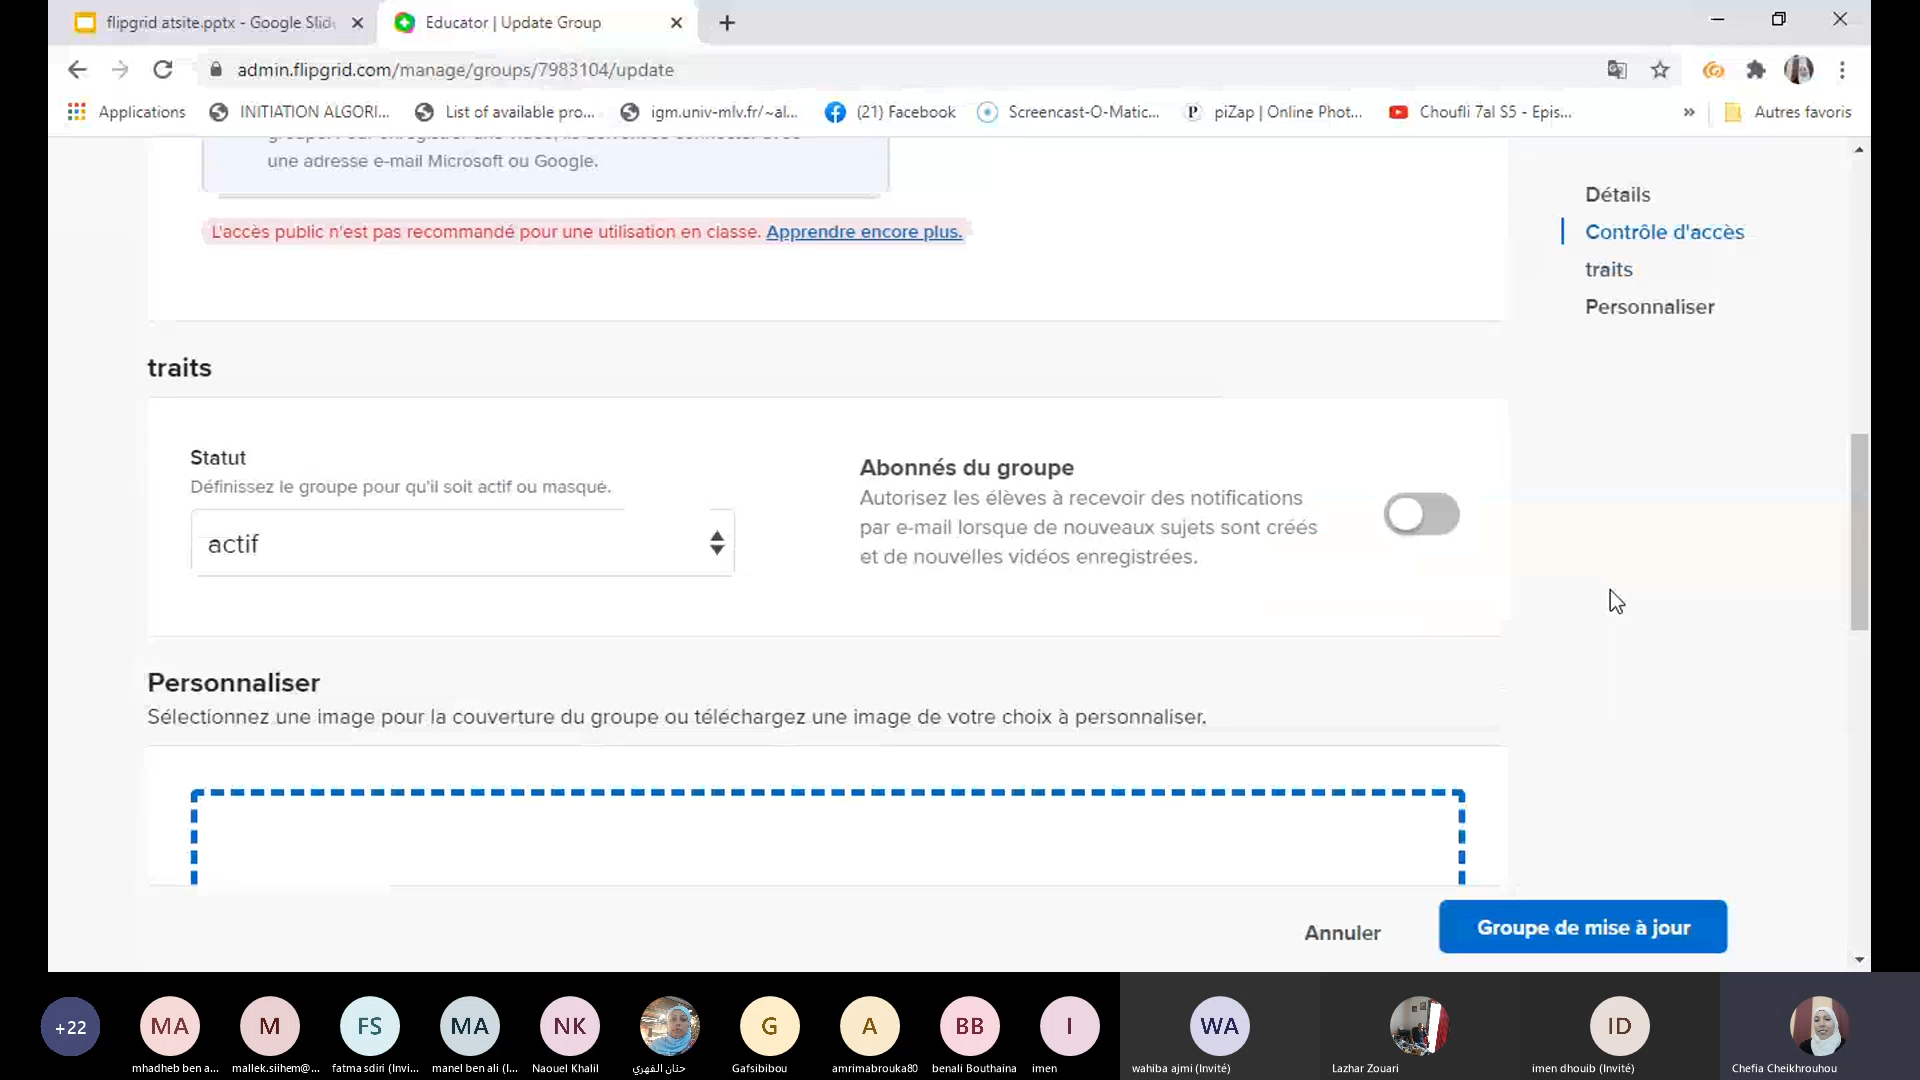 flipgrid atsite.pptx - Google Slid
Educator | Update Group
admin.flipgrid.com/manage/groups/7983104/update
Applications
INITIATION ALGORI...
List of available pro...
igm.univ-mlv.fr/~al...
(21) Facebook
Screencast-O-Matic...
piZap | Online Phot...
Choufli 7al S5 - Epis...
»
Autres favoris
une adresse e-mail Microsoft ou Google.
L'accès public n'est pas recommandé pour une utilisation en classe. Apprendre encore plus.
Détails
Contrôle d'accès
traits
Personnaliser
traits
Statut
Définissez le groupe pour qu'il soit actif ou masqué.
actif
Abonnés du groupe
Autorisez les élèves à recevoir des notifications
par e-mail lorsque de nouveaux sujets sont créés
et de nouvelles vidéos enregistrées.
Personnaliser
Sélectionnez une image pour la couverture du groupe ou téléchargez une image de votre choix à personnaliser.
Annuler
Groupe de mise à jour
+22
MA
M
FS
MA
NK
G
A
BB
I
WA
ID
mhadheb ben a...
mallek.siihem@...
fatma sdiri (Invi...
manel ben ali (I...
Naouel Khalil
حنان الفهري
Gafsibibou
amrimabrouka80
benali Bouthaina
imen
wahiba ajmi (Invité)
Lazhar Zouari
imen dhouib (Invité)
Chefia Cheikhrouhou